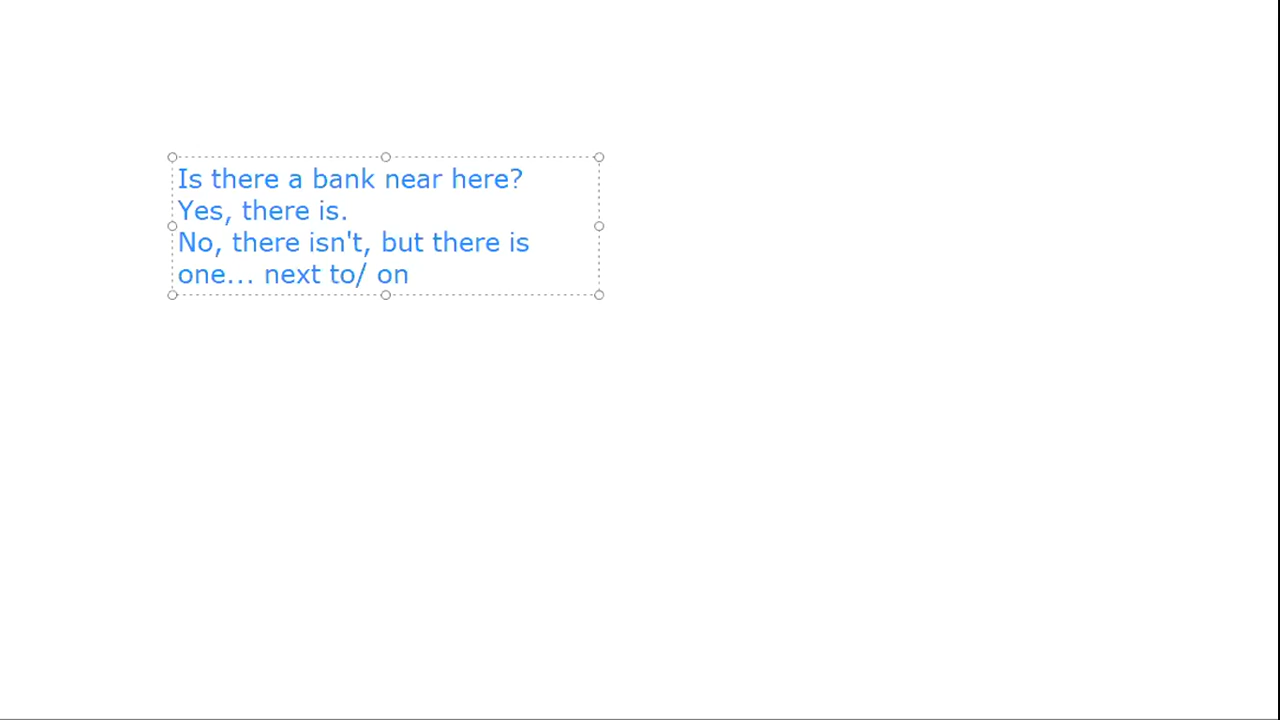 Is there a bank near here?
Yes, there is.
No, there isn't, but there is
one... next to/ on